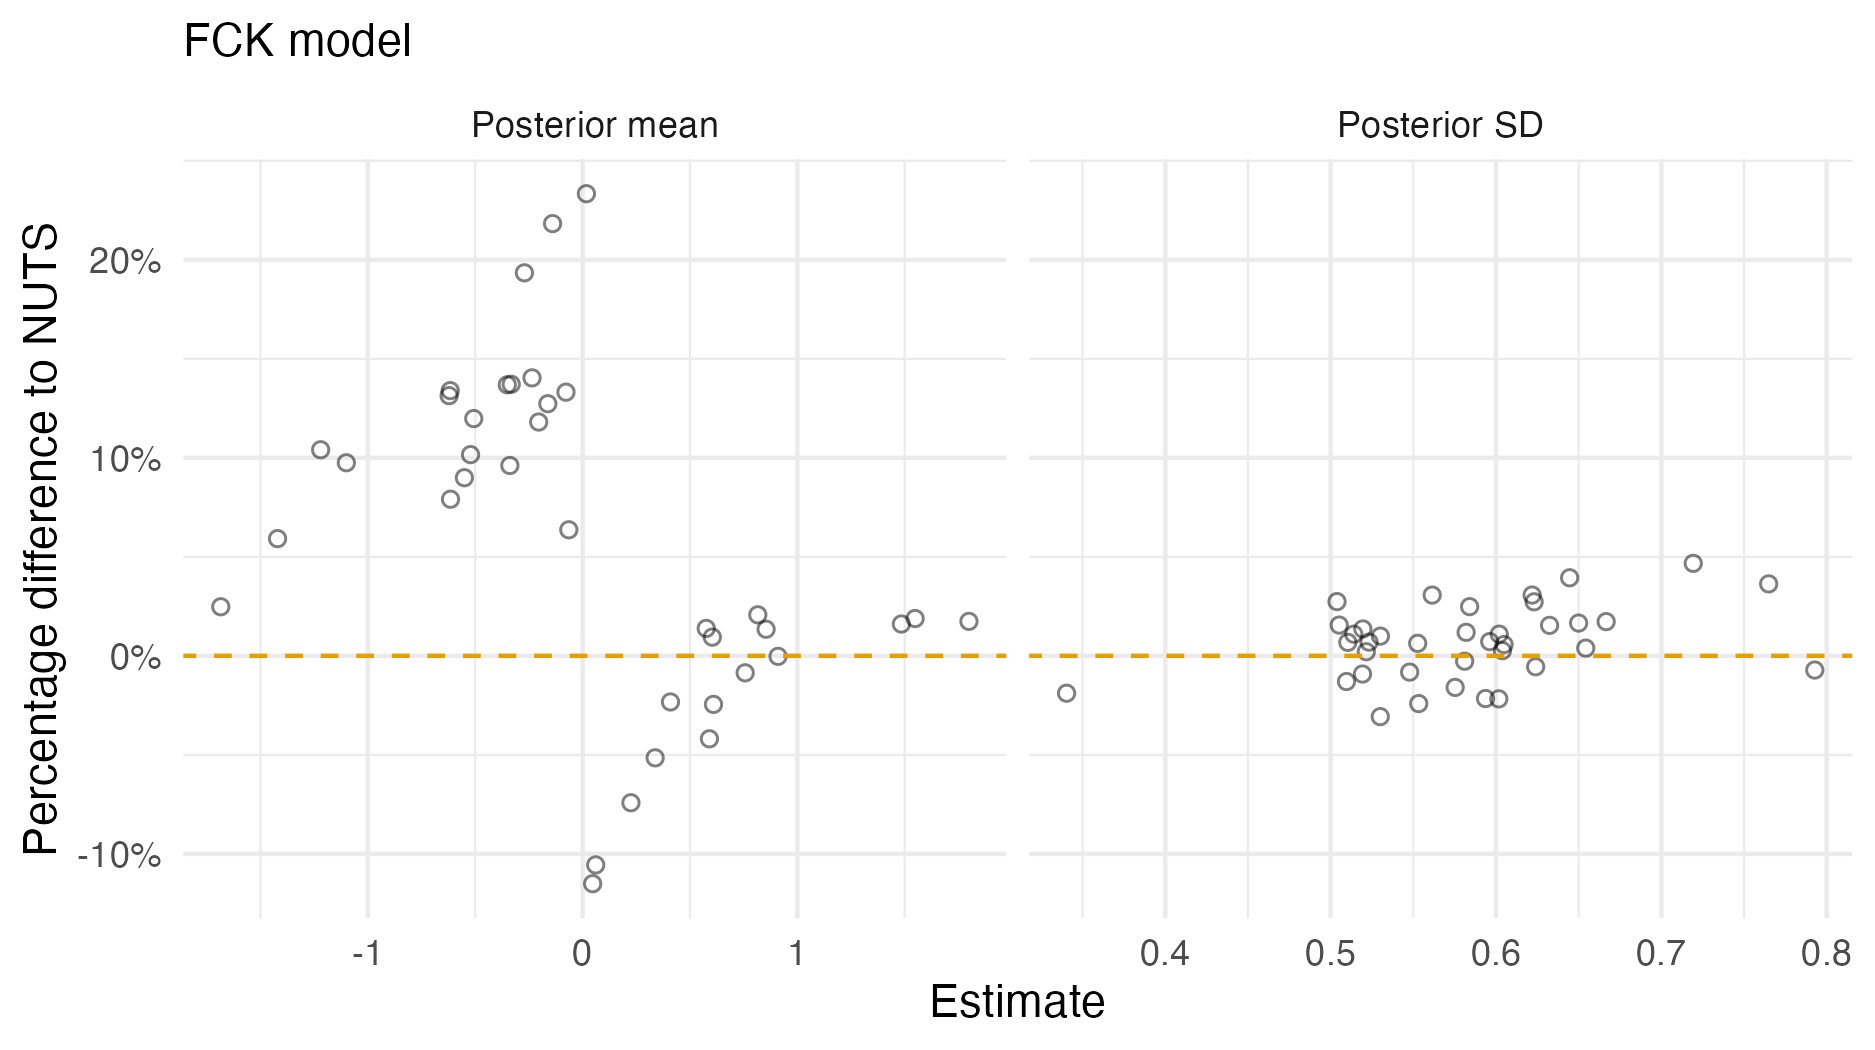 FCK model
Posterior mean
Posterior SD
Percentage difference to NUTS
20%
10%
0%
-10%
-1
0
1
0.4
0.5
0.6
0.7
0.8
Estimate